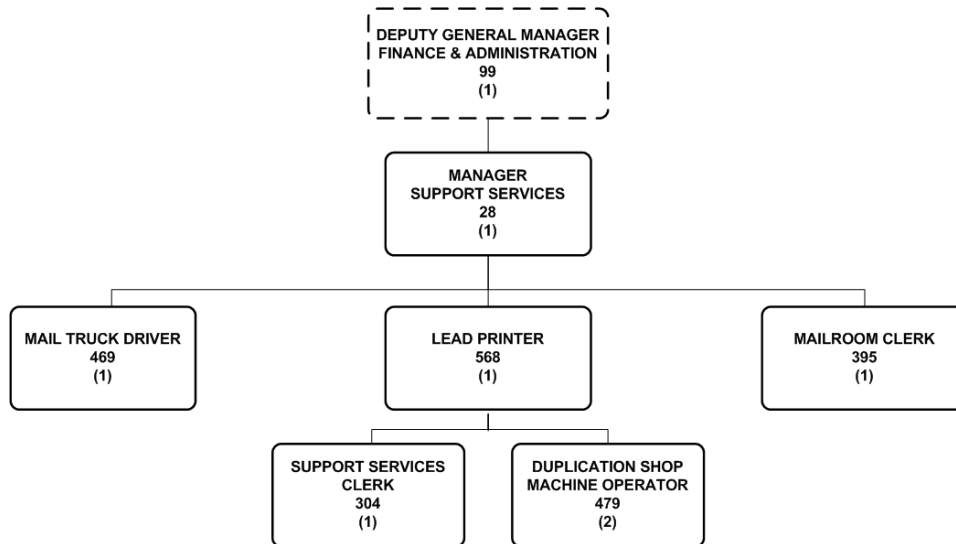 DEPUTY GENERAL MANAGER
FINANCE & ADMINISTRATION
99
(1)
MANAGER
SUPPORT SERVICES
28
(1)
MAIL TRUCK DRIVER
469
(1)
LEAD PRINTER
568
(1)
MAILROOM CLERK
395
(1)
SUPPORT SERVICES
CLERK
304
(1)
DUPLICATION SHOP
MACHINE OPERATOR
479
(2)